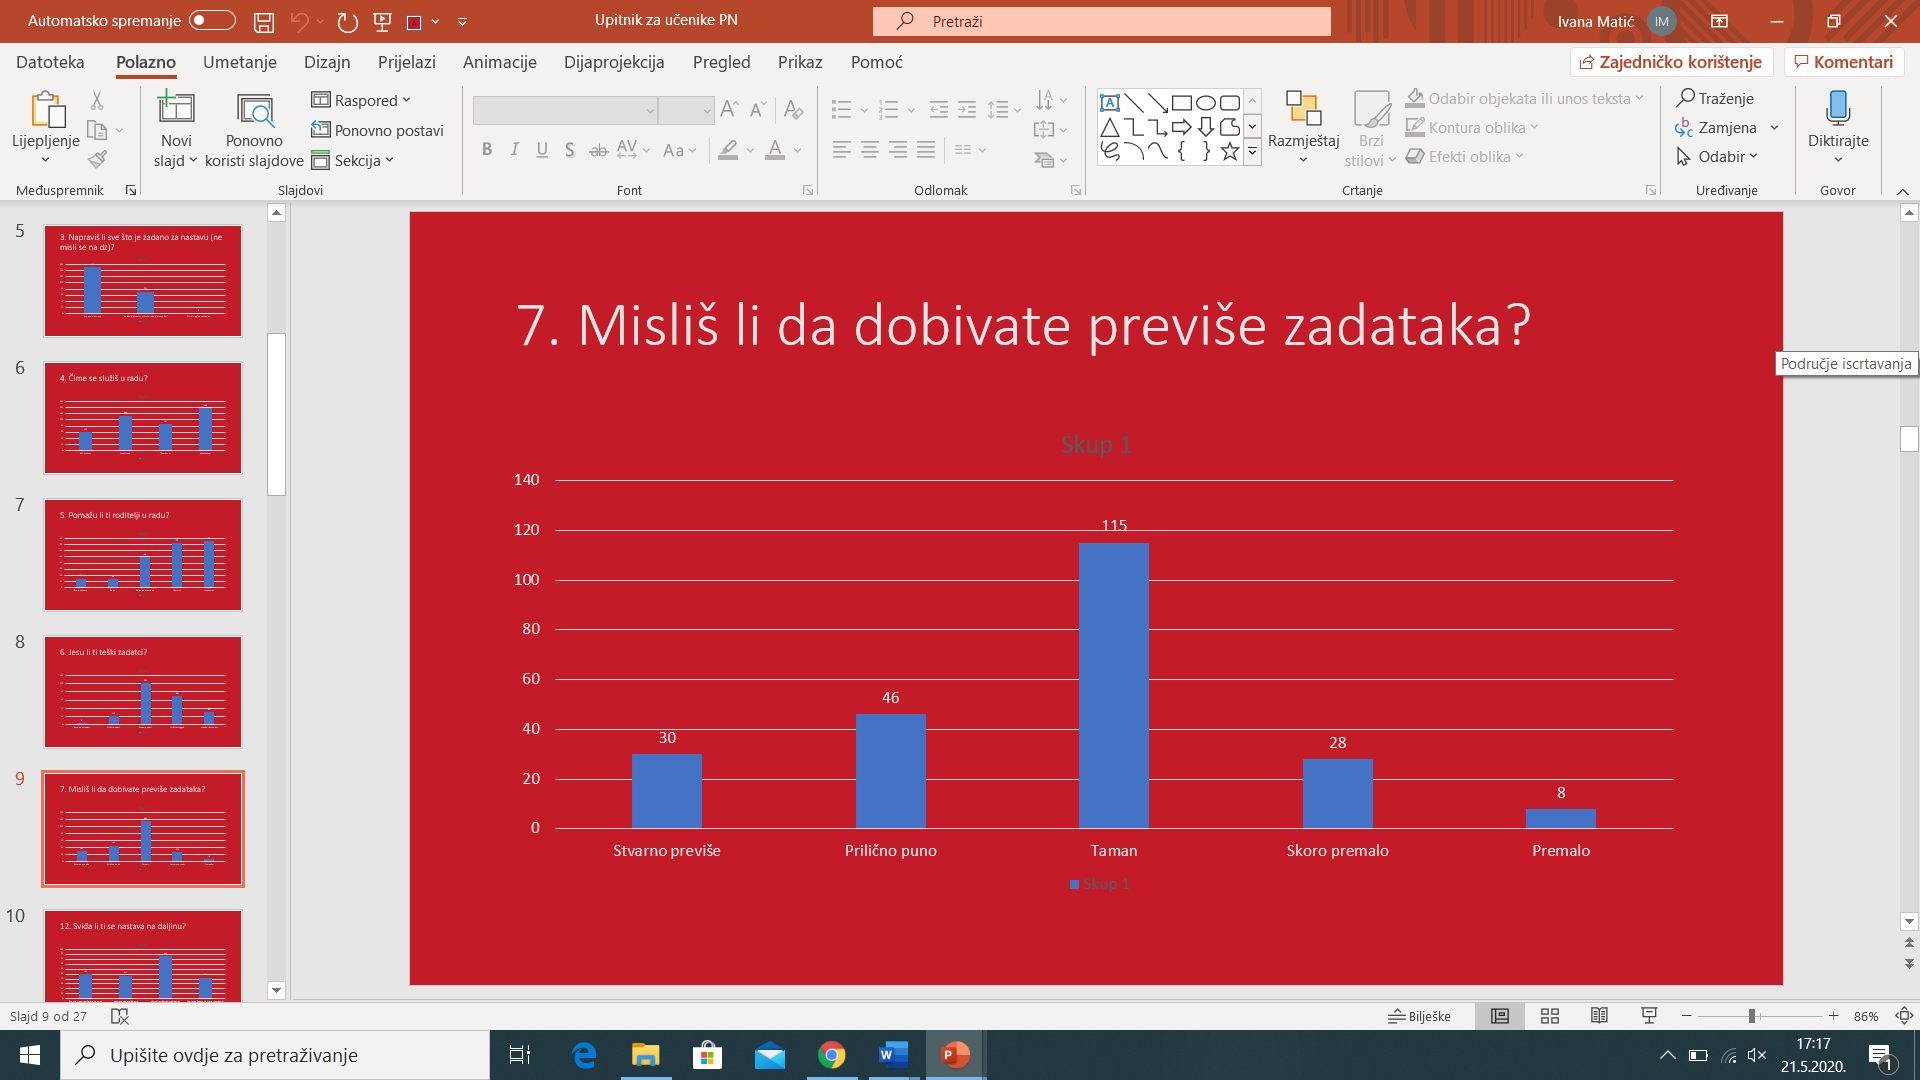 Automatsko spremanje
Upitnik za učenike PN
Pretraži
Ivana Matić
IM
Datoteka
Polazno
Umetanje
Dizajn
Prijelazi
Animacije
Dijaprojekcija
Pregled
Prikaz
Pomoć
Zajedničko korištenje
Komentari
Lijepljenje
Međuspremnik
Novi
slajd
Ponovno
koristi slajdove
Raspored
Ponovno postavi
Sekcija
Slajdovi
B I U S ab AV Aa A
Font
Odlomak
Razmještaj
Brzi
stilovi
Odabir objekata ili unos teksta
Kontura oblika
Efekti oblika
Crtanje
Traženje
Zamjena
Odabir
Uređivanje
Diktirajte
Govor
5
3. Napraviš li sve što je zadano za nastavu (ne
misli se na dz)?
6
4. Čime se služiš u radu?
7
5. Pomažu li ti roditelji u radu?
8
6. Jesu li ti teški zadatci?
9
7. Misliš li da dobivate previše zadataka?
10
12. Sviđa li ti se nastava na daljinu?
7. Misliš li da dobivate previše zadataka?
Područje iscrtavanja
Skup 1
140
120
100
80
60
40
20
0
30
46
115
28
8
Stvarno previše
Prilično puno
Taman
Skoro premalo
Premalo
Skup 1
Slajd 9 od 27
Bilješke
86%
Upišite ovdje za pretraživanje
17:17
21.5.2020.
1